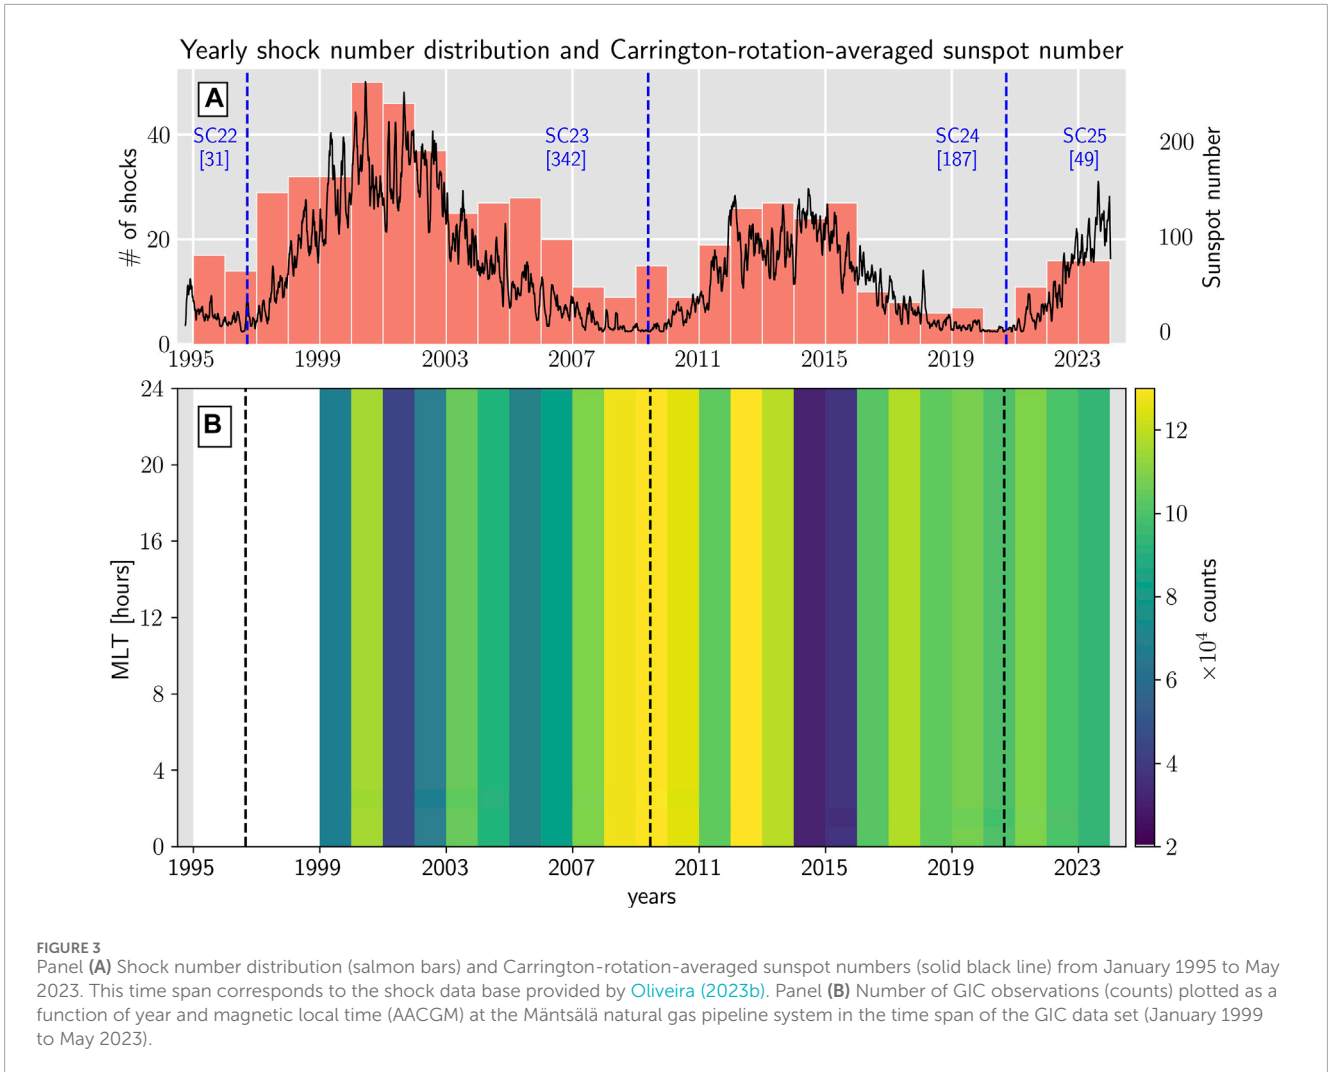 Yearly shock number distribution and Carrington-rotation-averaged sunspot number
A
SC22
[31]
SC23
[342]
SC24
[187]
SC25
[49]
# of shocks
40
20
0
Sunspot number
200
100
0
1995 1999 2003 2007 2011 2015 2019 2023
B
MLT [hours]
24
20
16
12
8
4
0
1995 1999 2003 2007 2011 2015 2019 2023
years
12
10
8
6
4
2
×10⁴ counts
FIGURE 3
Panel (A) Shock number distribution (salmon bars) and Carrington-rotation-averaged sunspot numbers (solid black line) from January 1995 to May
2023. This time span corresponds to the shock data base provided by Oliveira (2023b). Panel (B) Number of GIC observations (counts) plotted as a
function of year and magnetic local time (AACGM) at the Mäntsälä natural gas pipeline system in the time span of the GIC data set (January 1999
to May 2023).